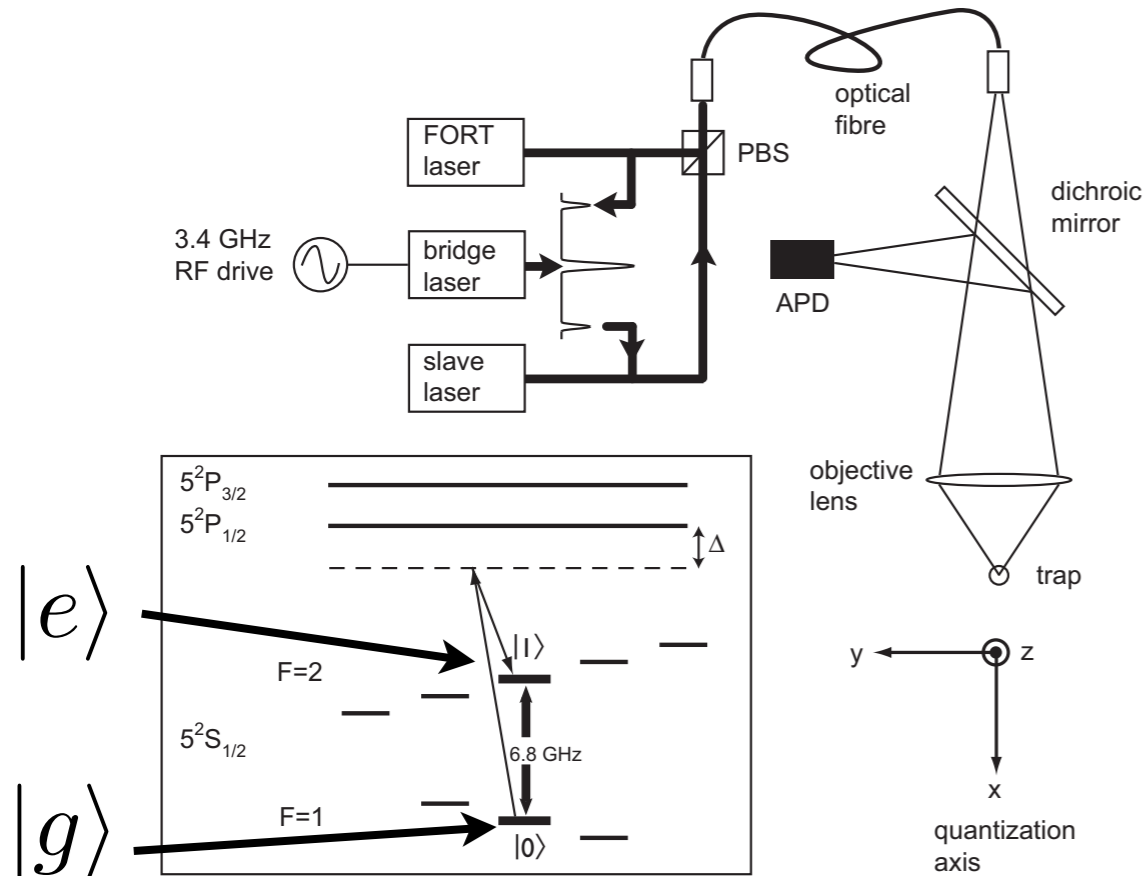 FORT
laser
PBS
optical
fibre
dichroic
mirror
3.4 GHz
RF drive
bridge
laser
APD
slave
laser
objective
lens
trap
y
z
x
quantization
axis
5²P₃/₂
5²P₁/₂
Δ
|e⟩
F=2
|1⟩
5²S₁/₂
6.8 GHz
|g⟩
F=1
|0⟩